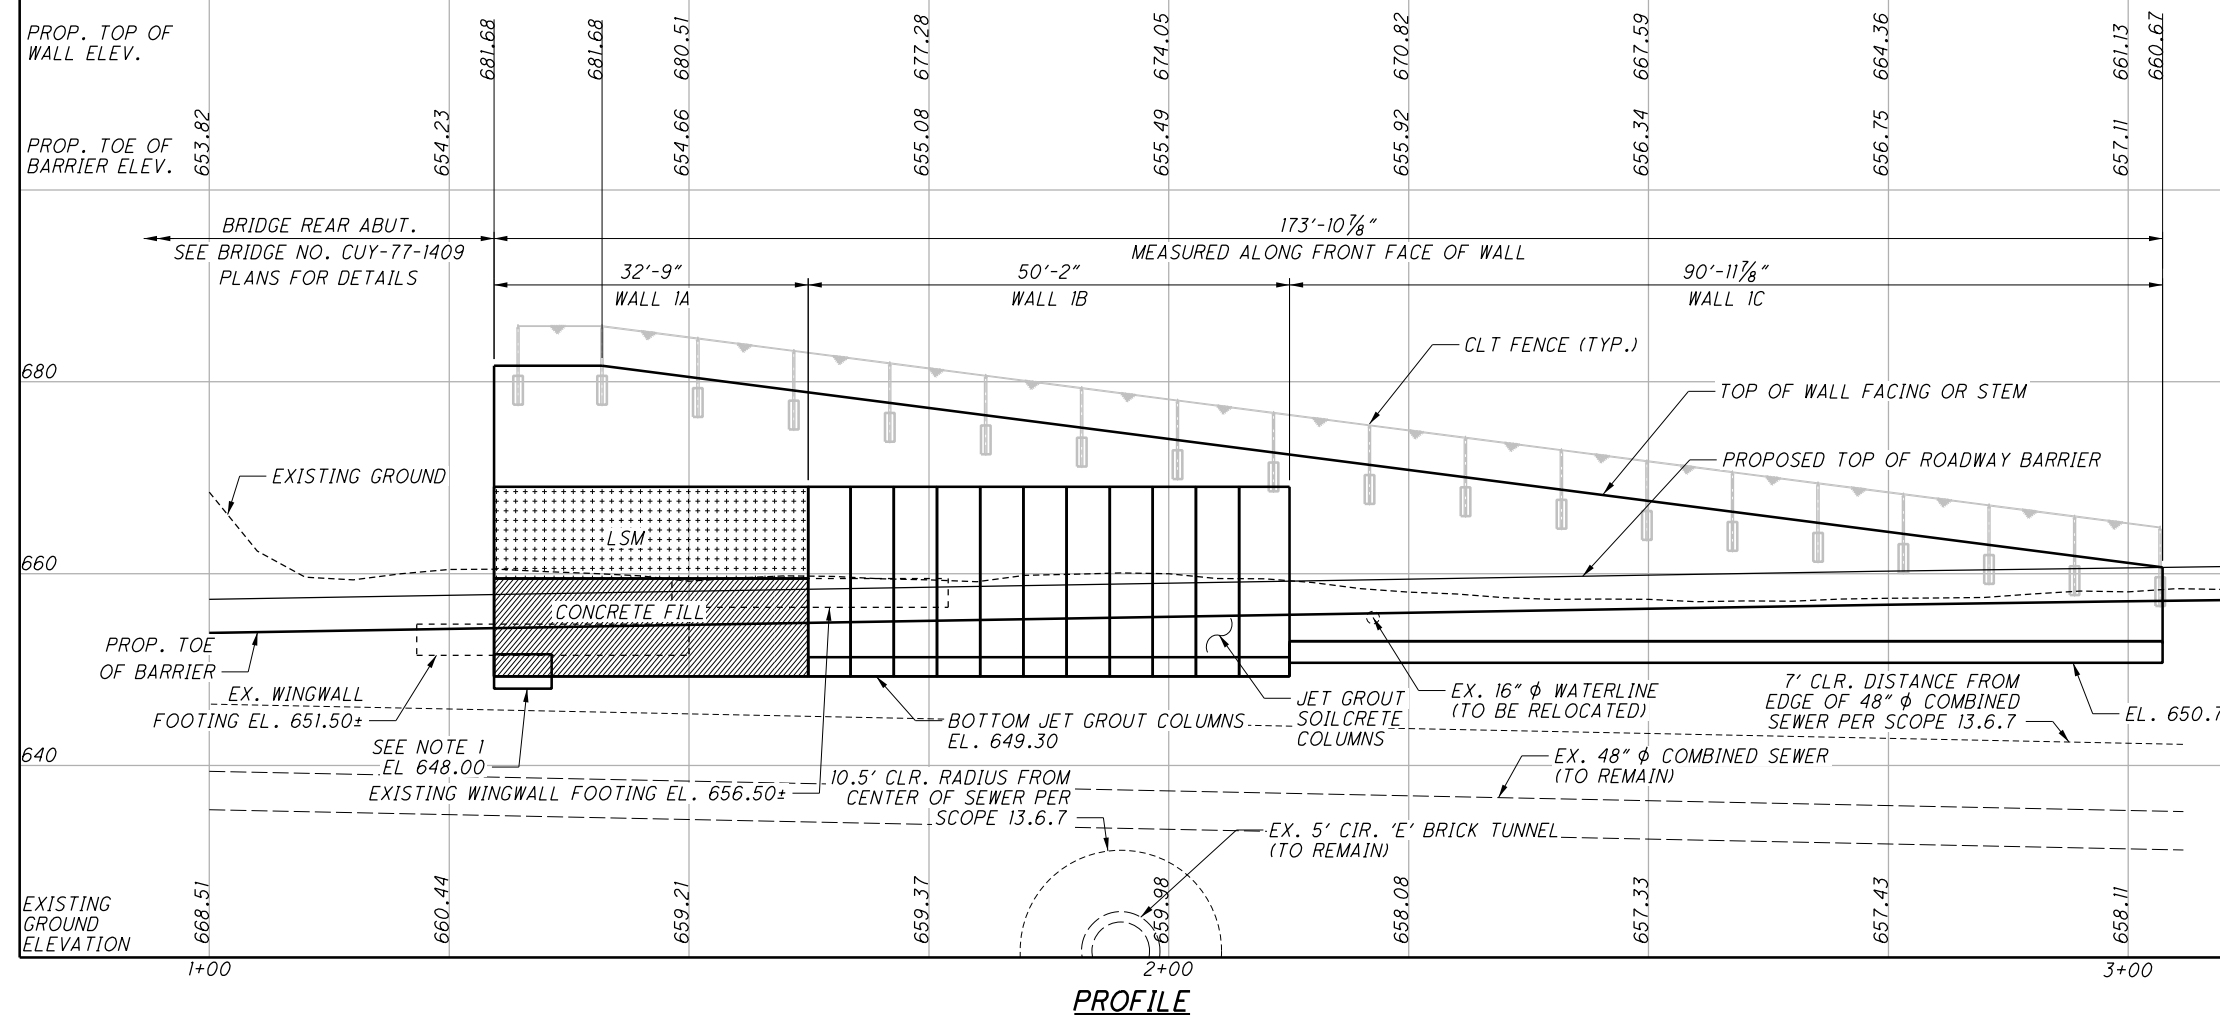 PROP. TOP OF
WALL ELEV.
681.68
681.68
680.51
677.28
674.05
670.82
667.59
664.36
661.13
660.67
PROP. TOE OF
BARRIER ELEV.
653.82
654.23
654.66
655.08
655.49
655.92
656.34
656.75
657.11
BRIDGE REAR ABUT.
SEE BRIDGE NO. CUY-77-1409
PLANS FOR DETAILS
173'-10⅞"
MEASURED ALONG FRONT FACE OF WALL
32'-9"
WALL 1A
50'-2"
WALL 1B
90'-11⅞"
WALL 1C
CLT FENCE (TYP.)
680
TOP OF WALL FACING OR STEM
PROPOSED TOP OF ROADWAY BARRIER
EXISTING GROUND
LSM
660
CONCRETE FILL
PROP. TOE
OF BARRIER
EX. WINGWALL
FOOTING EL. 651.50±
SEE NOTE 1
EL 648.00
EXISTING WINGWALL FOOTING EL. 656.50±
BOTTOM JET GROUT COLUMNS
EL. 649.30
JET GROUT
SOILCRETE
COLUMNS
EX. 16" ϕ WATERLINE
(TO BE RELOCATED)
7' CLR. DISTANCE FROM
EDGE OF 48" ϕ COMBINED
SEWER PER SCOPE 13.6.7
EL. 650.7
640
EX. 48" ϕ COMBINED SEWER
(TO REMAIN)
10.5' CLR. RADIUS FROM
CENTER OF SEWER PER
SCOPE 13.6.7
EX. 5' CIR. 'E' BRICK TUNNEL
(TO REMAIN)
EXISTING
GROUND
ELEVATION
668.51
660.44
659.21
659.37
659.98
658.08
657.33
657.43
658.11
1+00
2+00
3+00
PROFILE